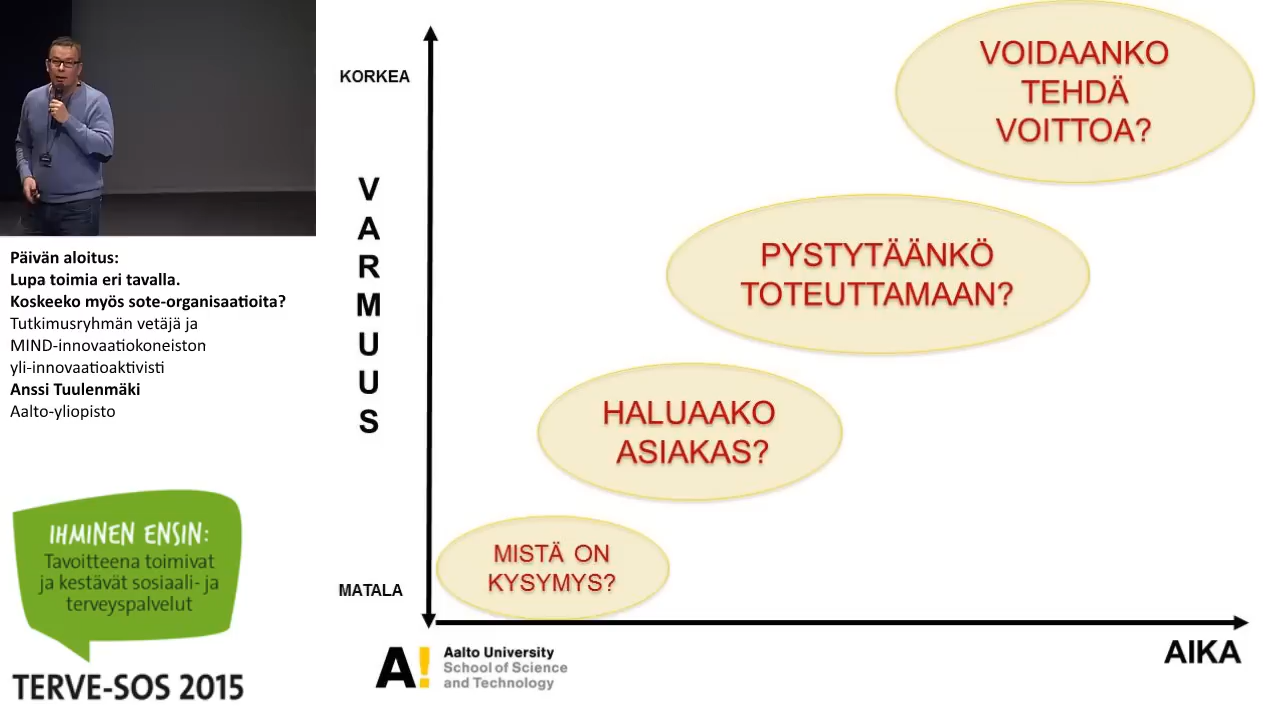 Päivän aloitus:
Lupa toimia eri tavalla.
Koskeeko myös sote-organisaatioita?
Tutkimusryhmän vetäjä ja
MIND-innovaatiokoneiston
yli-innovaatioaktivisti
Anssi Tuulenmäki
Aalto-yliopisto
IHMINEN ENSIN:
Tavoitteena toimivat
ja kestävät sosiaali- ja
terveyspalvelut
TERVE-SOS 2015
KORKEA
VARMUUS
MATALA
VOIDAANKO
TEHDÄ
VOITTOA?
PYSTYTÄÄNKÖ
TOTEUTTAMAAN?
HALUAAKO
ASIAKAS?
MISTÄ ON
KYSYMYS?
AIKA
A!
Aalto University
School of Science
and Technology